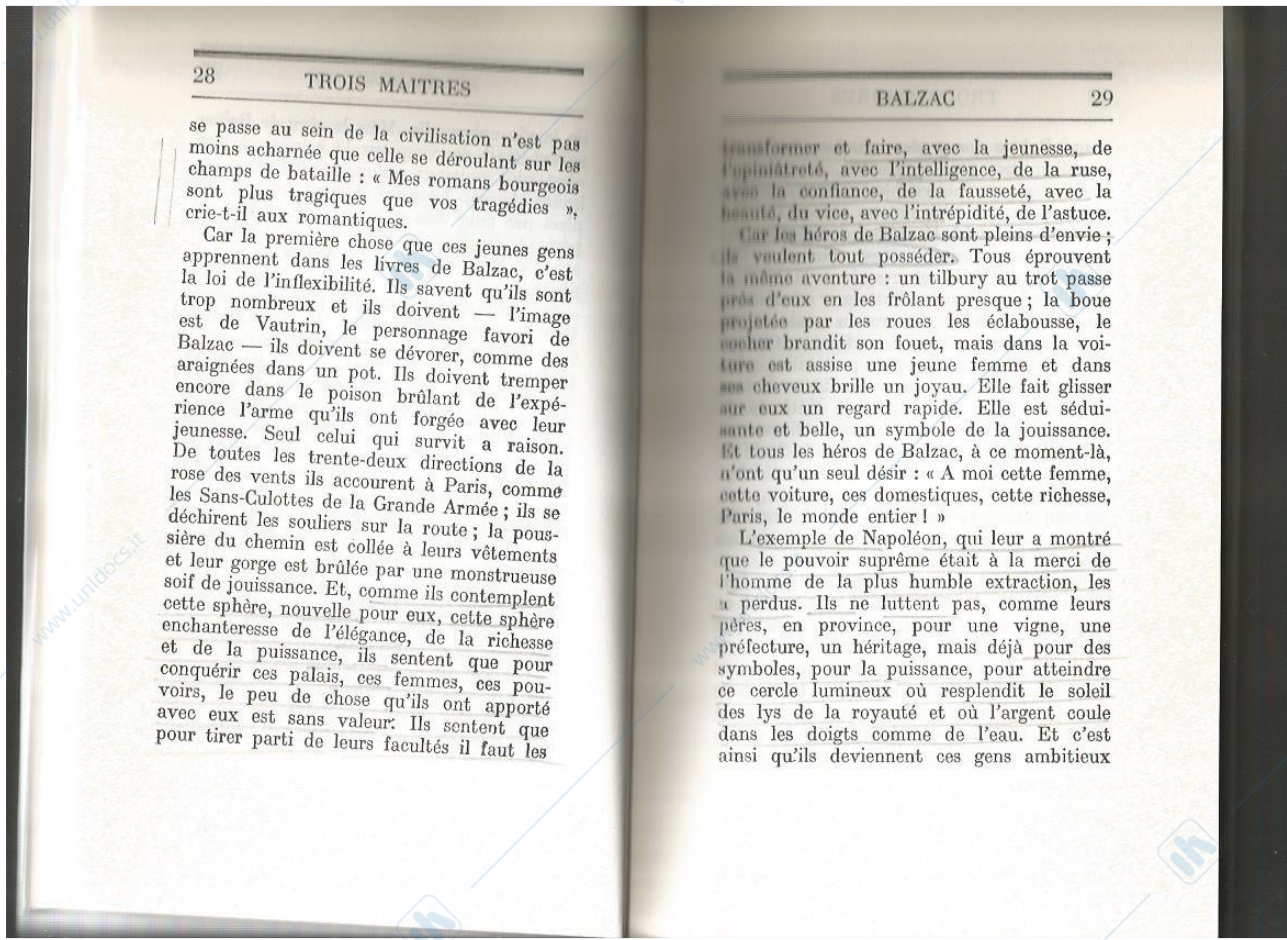 28 TROIS MAITRES
se passe au sein de la civilisation n'est pas
moins acharnée que celle se déroulant sur les
champs de bataille : « Mes romans bourgeois
sont plus tragiques que vos tragédies »,
crie-t-il aux romantiques.
Car la première chose que ces jeunes gens
apprennent dans les livres de Balzac, c'est
la loi de l'inflexibilité. Ils savent qu'ils sont
trop nombreux et ils doivent — l'image
est de Vautrin, le personnage favori de
Balzac — ils doivent se dévorer, comme des
araignées dans un pot. Ils doivent tremper
encore dans le poison brûlant de l'expé-
rience l'arme qu'ils ont forgée avec leur
jeunesse. Seul celui qui survit a raison.
De toutes les trente-deux directions de la
rose des vents ils accourent à Paris, comme
les Sans-Culottes de la Grande Armée ; ils se
déchirent les souliers sur la route ; la pous-
sière du chemin est collée à leurs vêtements
et leur gorge est brûlée par une monstrueuse
soif de jouissance. Et, comme ils contemplent
cette sphère, nouvelle pour eux, cette sphère
enchanteresse de l'élégance, de la richesse
et de la puissance, ils sentent que pour
conquérir ces palais, ces femmes, ces pou-
voirs, le peu de chose qu'ils ont apporté
avec eux est sans valeur. Ils sentent que
pour tirer parti de leurs facultés il faut les
BALZAC 29
transformer et faire, avec la jeunesse, de
l'opiniâtreté, avec l'intelligence, de la ruse,
avec la confiance, de la fausseté, avec la
beauté, du vice, avec l'intrépidité, de l'astuce.
Car les héros de Balzac sont pleins d'envie ;
ils veulent tout posséder. Tous éprouvent
la même aventure : un tilbury au trot passe
près d'eux en les frôlant presque ; la boue
projetée par les roues les éclabousse, le
cocher brandit son fouet, mais dans la voi-
ture est assise une jeune femme et dans
ses cheveux brille un joyau. Elle fait glisser
sur eux un regard rapide. Elle est sédui-
sante et belle, un symbole de la jouissance.
Et tous les héros de Balzac, à ce moment-là,
n'ont qu'un seul désir : « A moi cette femme,
cette voiture, ces domestiques, cette richesse,
Paris, le monde entier ! »
L'exemple de Napoléon, qui leur a montré
que le pouvoir suprême était à la merci de
l'homme de la plus humble extraction, les
a perdus. Ils ne luttent pas, comme leurs
pères, en province, pour une vigne, une
préfecture, un héritage, mais déjà pour des
symboles, pour la puissance, pour atteindre
ce cercle lumineux où resplendit le soleil
des lys de la royauté et où l'argent coule
dans les doigts comme de l'eau. Et c'est
ainsi qu'ils deviennent ces gens ambitieux
www.unidocs.it